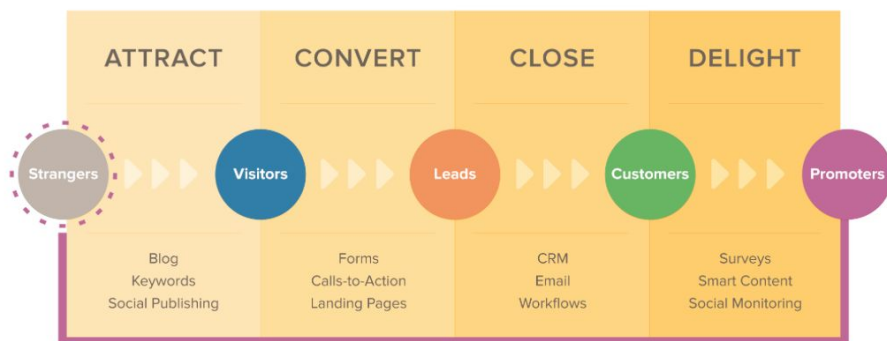 ATTRACT
CONVERT
CLOSE
DELIGHT
Strangers
Visitors
Leads
Customers
Promoters
Blog
Keywords
Social Publishing
Forms
Calls-to-Action
Landing Pages
CRM
Email
Workflows
Surveys
Smart Content
Social Monitoring